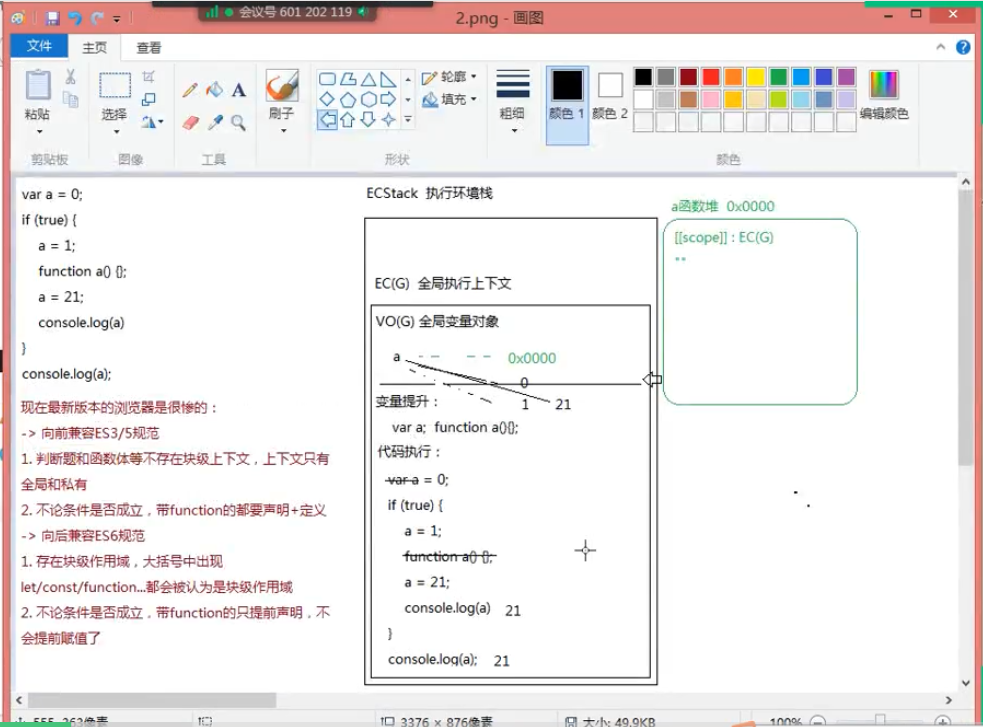 会议号 601 202 119
2.png - 画图
文件
主页
查看
粘贴
选择
刷子
轮廓
填充
粗细
颜色 1
颜色 2
编辑颜色
剪贴板
图像
工具
形状
颜色
var a = 0;
if (true) {
a = 1;
function a() {};
a = 21;
console.log(a)
}
console.log(a);
现在最新版本的浏览器是很惨的：
-> 向前兼容ES3/5规范
1. 判断题和函数体等不存在块级上下文，上下文只有
全局和私有
2. 不论条件是否成立，带function的都要声明+定义
-> 向后兼容ES6规范
1. 存在块级作用域，大括号中出现
let/const/function...都会被认为是块级作用域
2. 不论条件是否成立，带function的只提前声明，不
会提前赋值了
ECStack 执行环境栈
EC(G) 全局执行上下文
VO(G) 全局变量对象
a 0x0000
0
1 21
变量提升：
var a; function a(){};
代码执行：
var a = 0;
if (true) {
a = 1;
function a() {};
a = 21;
console.log(a) 21
}
console.log(a); 21
a函数堆 0x0000
[[scope]] : EC(G)
""
3376 × 876像素
大小: 49.9KB
100%